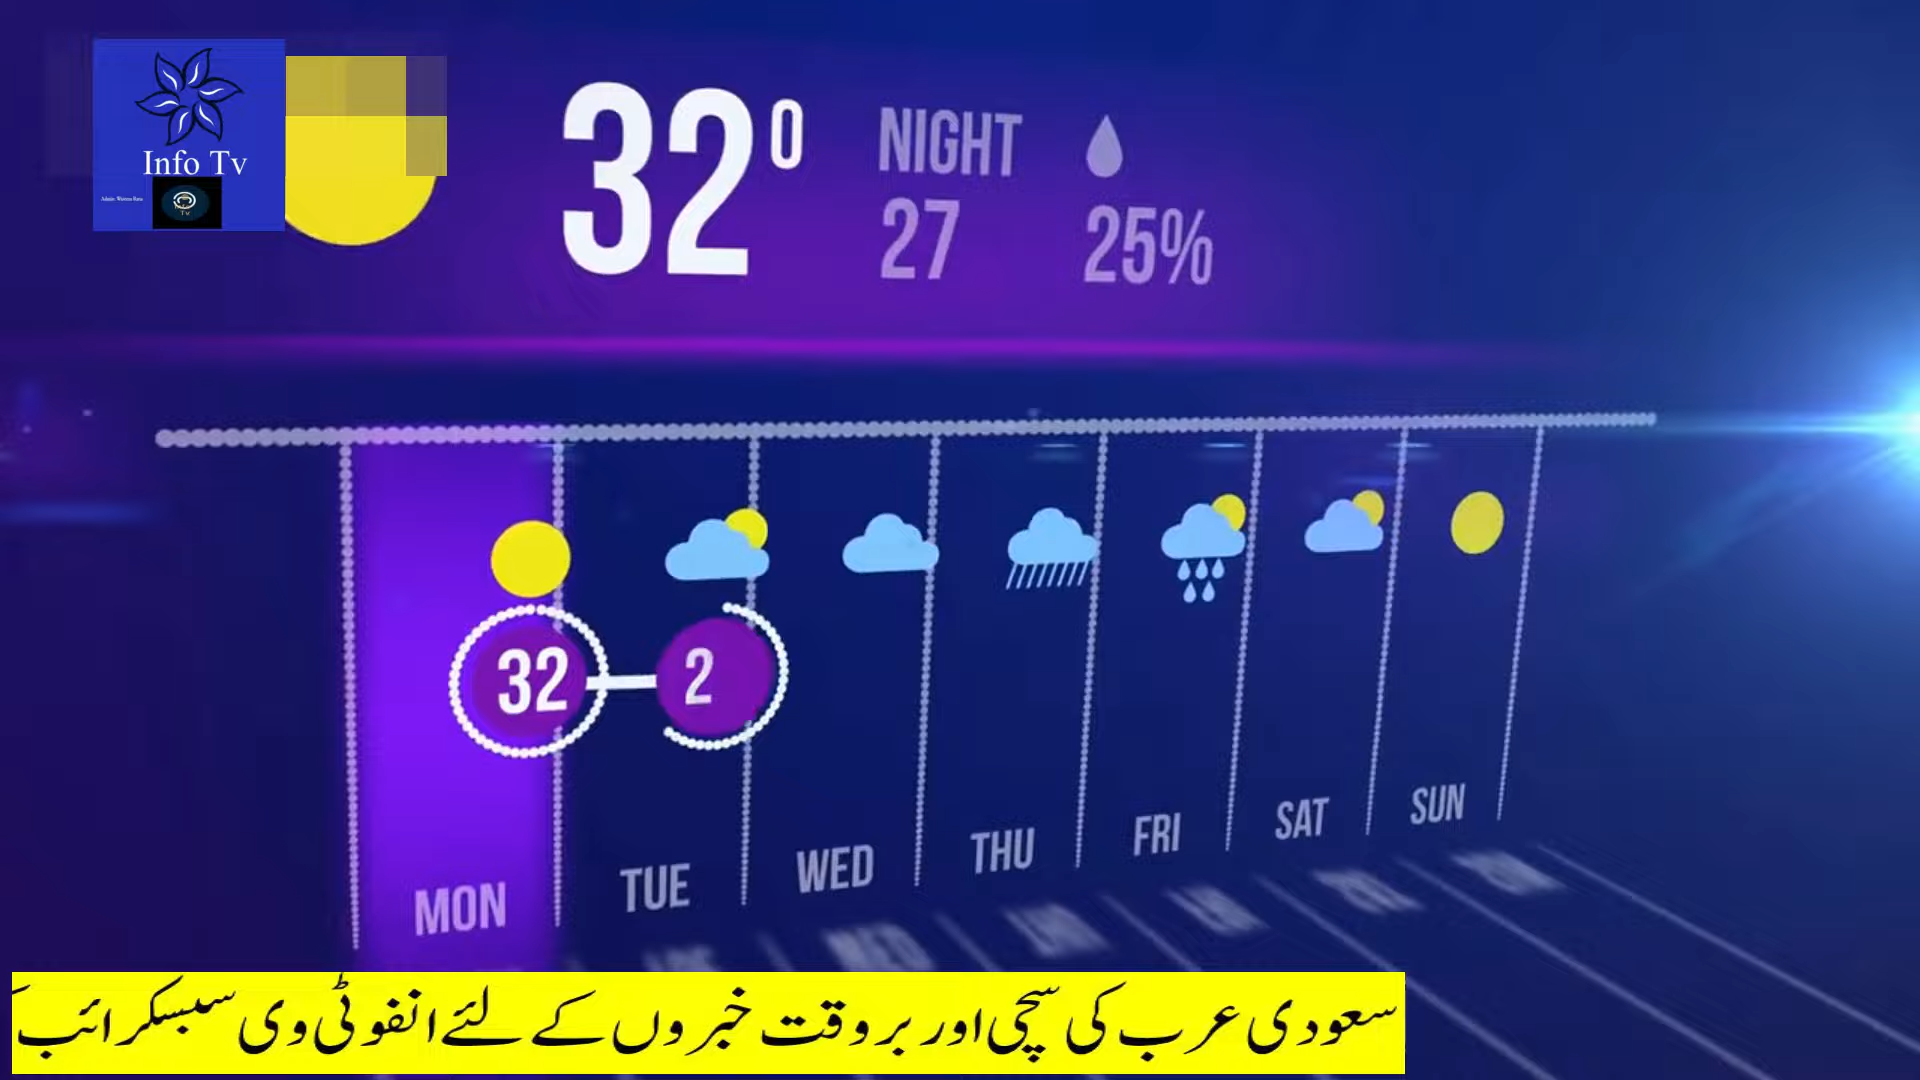 Info Tv
32°
NIGHT
27
25%
32
2
MON
TUE
WED
THU
FRI
SAT
SUN
سعودی عرب کی سچی اور بروقت خبروں کے لئے انفو ٹی وی سبسکرائب